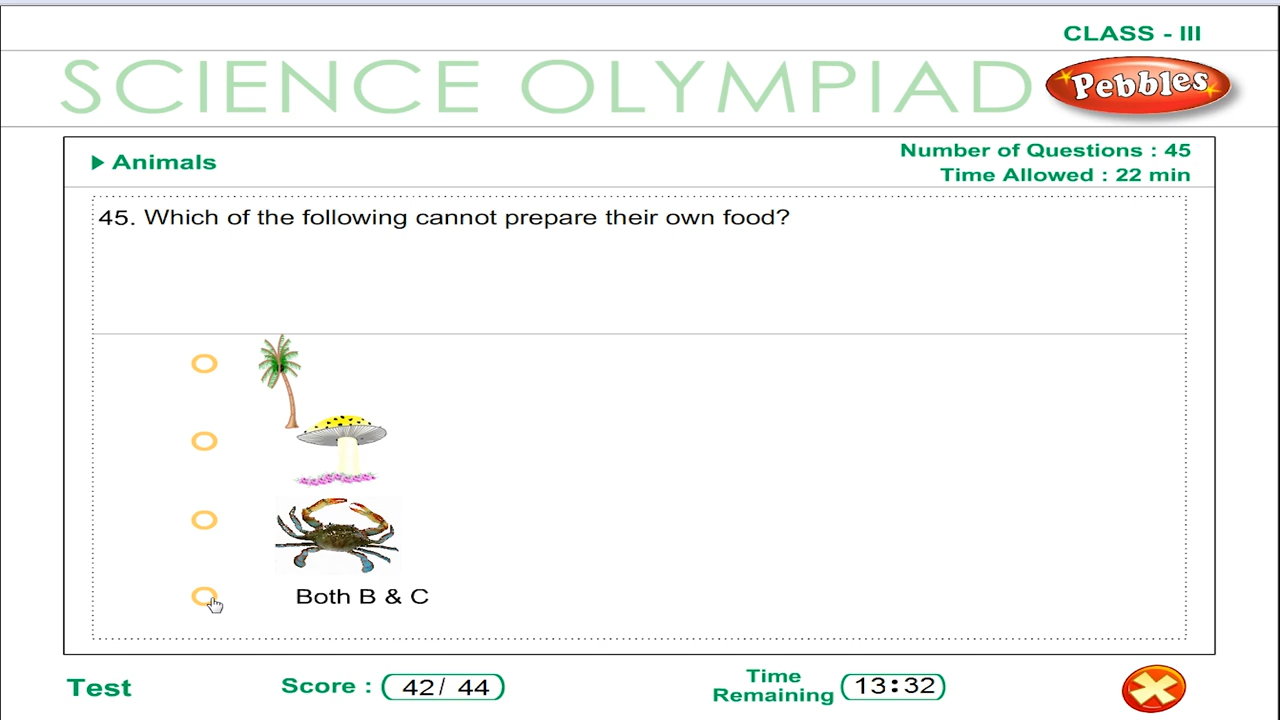 CLASS - III
SCIENCE OLYMPIAD
Pebbles
Animals
Number of Questions : 45
Time Allowed : 22 min
45. Which of the following cannot prepare their own food?
Both B & C
Test
Score : 42/ 44
Time Remaining 13:32